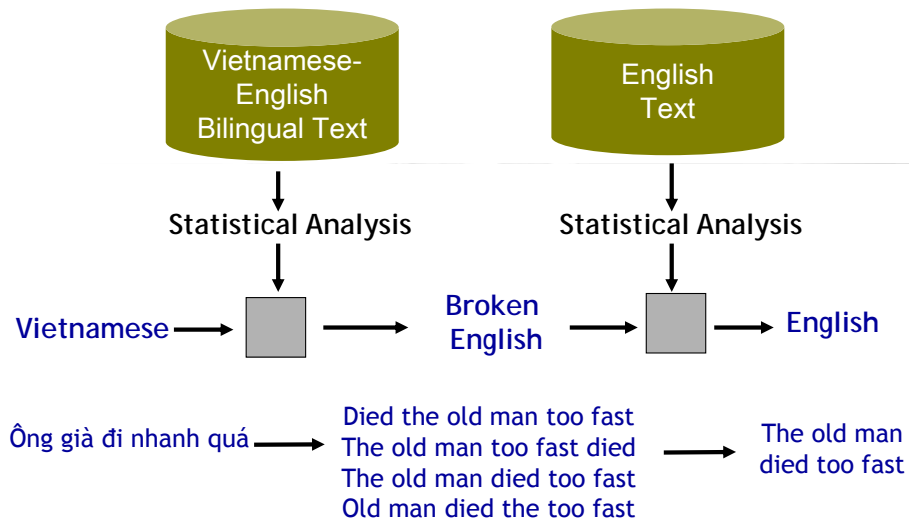 Vietnamese-
English
Bilingual Text
English
Text
Statistical Analysis
Statistical Analysis
Vietnamese
Broken
English
English
Ông già đi nhanh quá
Died the old man too fast
The old man too fast died
The old man died too fast
Old man died the too fast
The old man
died too fast